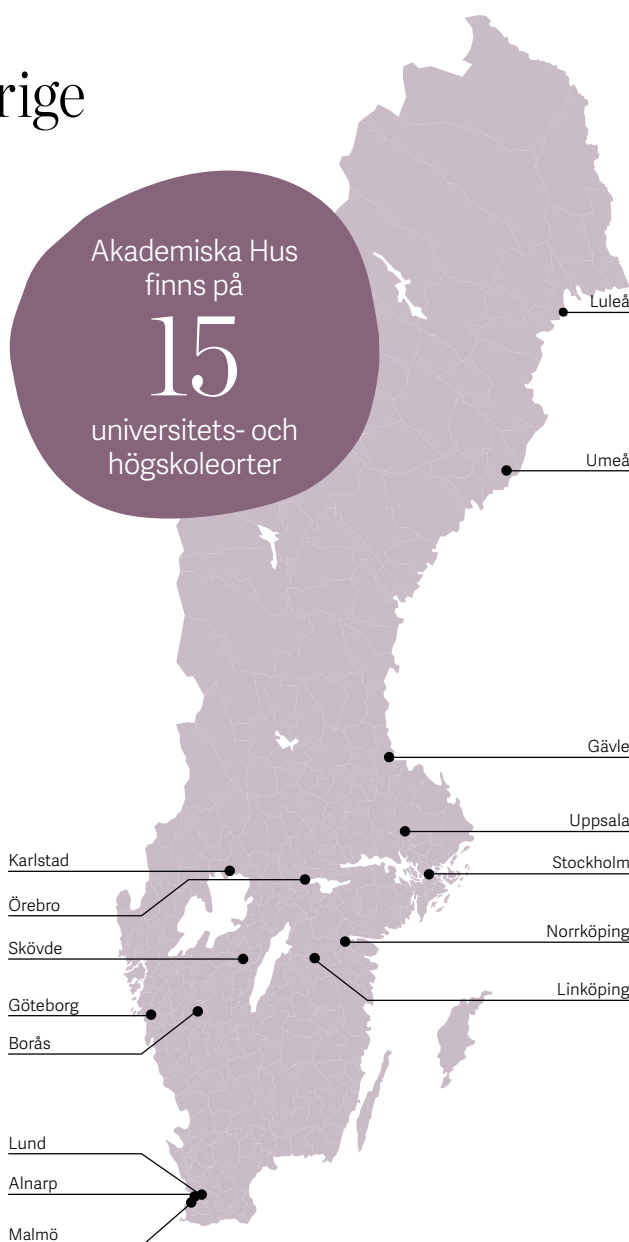 rige
Akademiska Hus
finns på
15
universitets- och
högskoleorter
Luleå
Umeå
Gävle
Uppsala
Stockholm
Norrköping
Linköping
Karlstad
Örebro
Skövde
Göteborg
Borås
Lund
Alnarp
Malmö